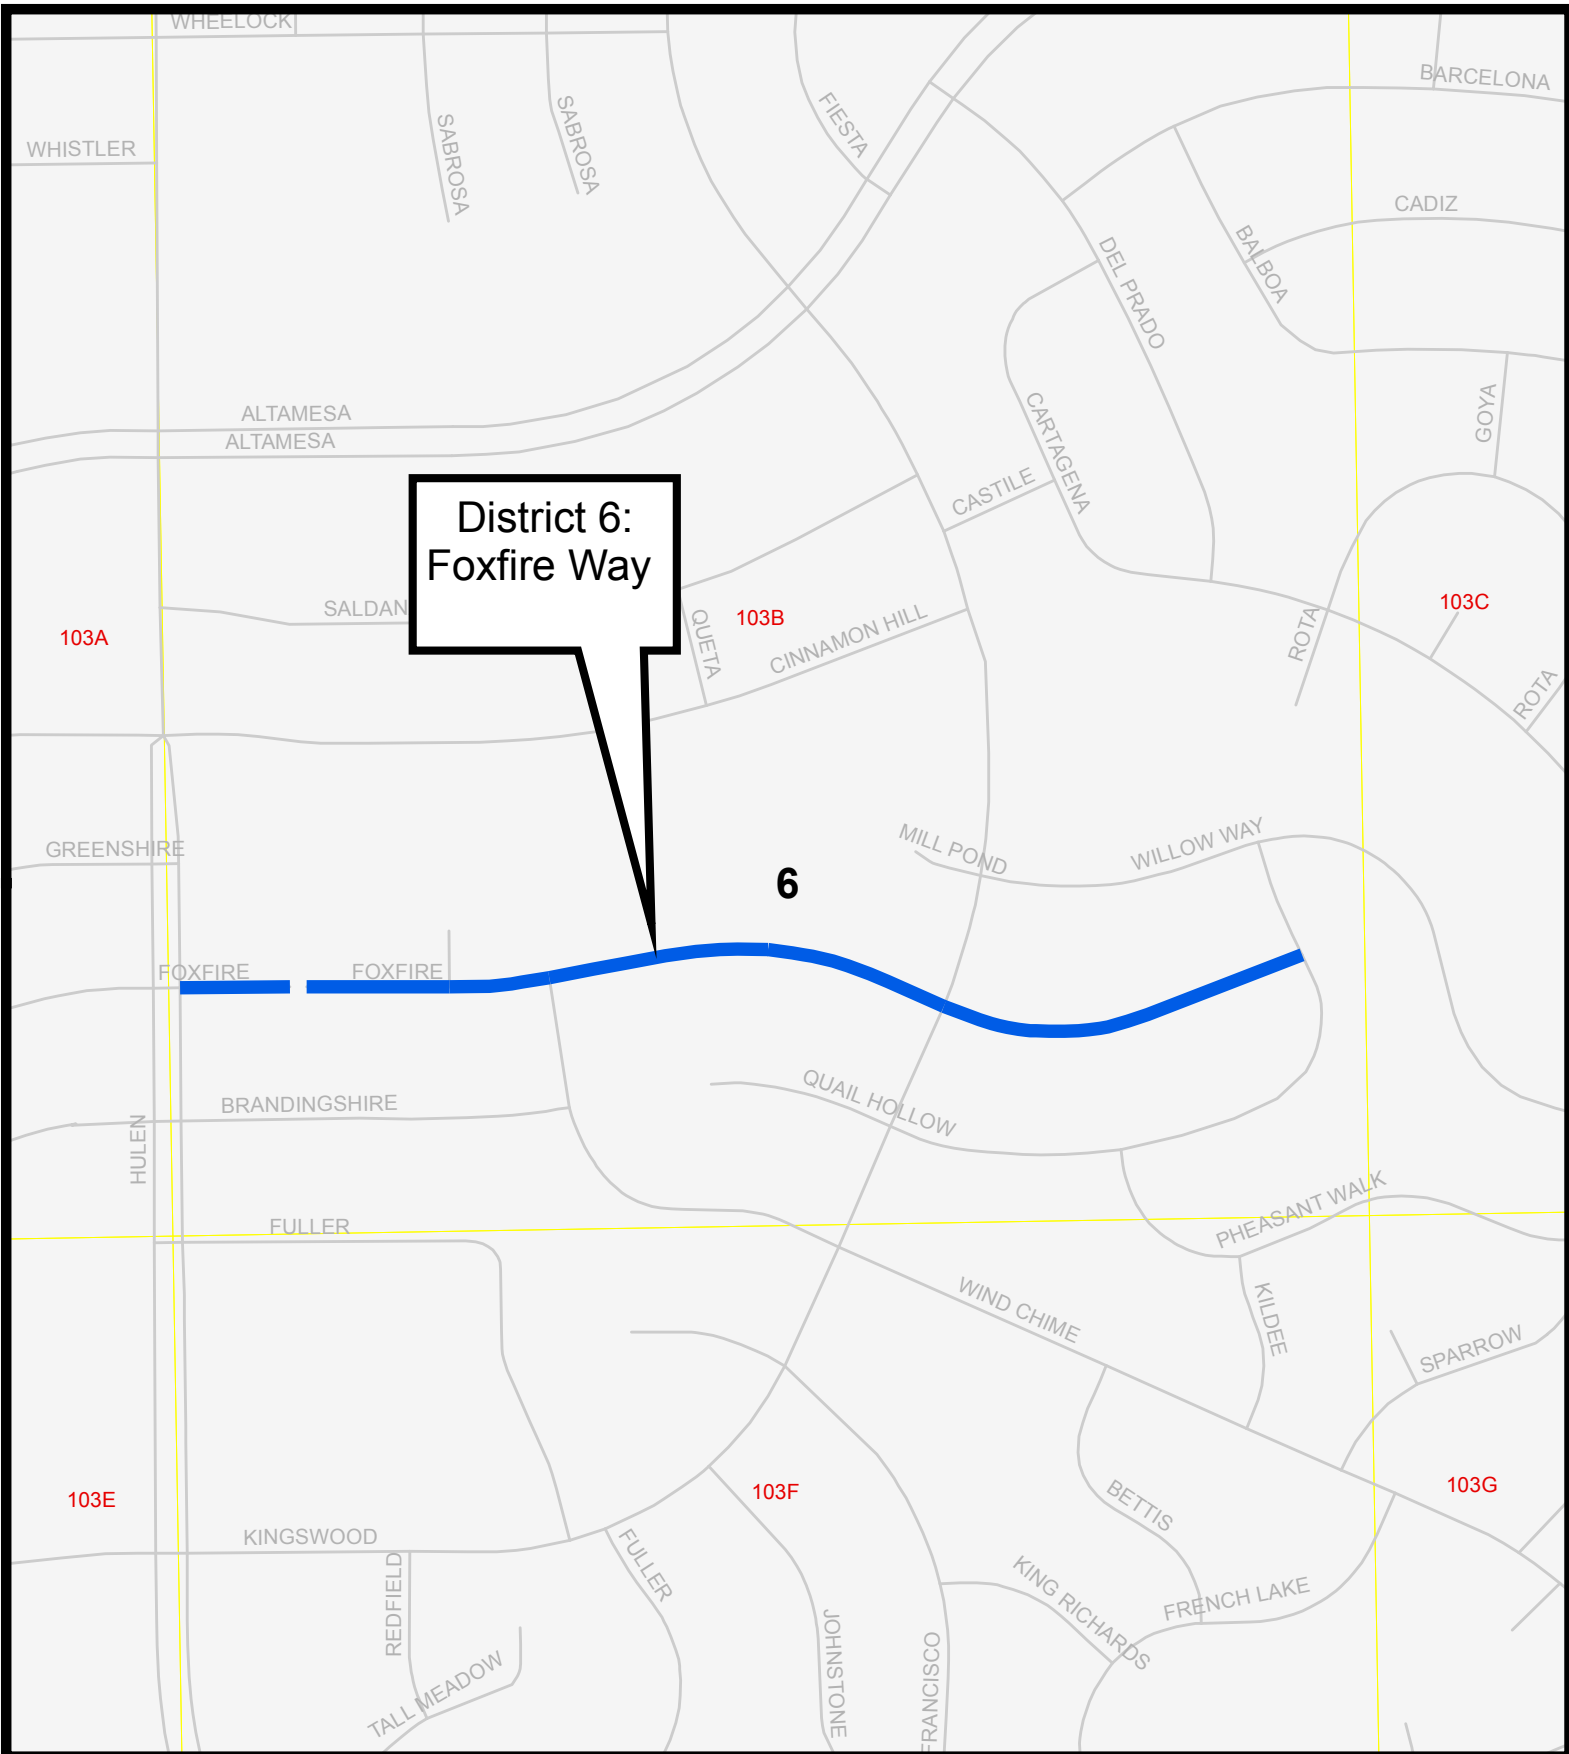 WHEELOCK
BARCELONA
SABROSA
SABROSA
FIESTA
WHISTLER
CADIZ
BALBOA
DEL PRADO
ALTAMESA
ALTAMESA
GOYA
CARTAGENA
CASTILE
District 6:
Foxfire Way
SALDAN
103A
103B
QUETA
CINNAMON HILL
103C
ROTA
ROTA
GREENSHIRE
MILL POND
WILLOW WAY
6
FOXFIRE
FOXFIRE
QUAIL HOLLOW
BRANDINGSHIRE
HULEN
FULLER
PHEASANT WALK
WIND CHIME
KILDEE
SPARROW
103E
103F
103G
BETTIS
KINGSWOOD
REDFIELD
FULLER
KING RICHARDS
FRENCH LAKE
JOHNSTONE
FRANCISCO
TALL MEADOW